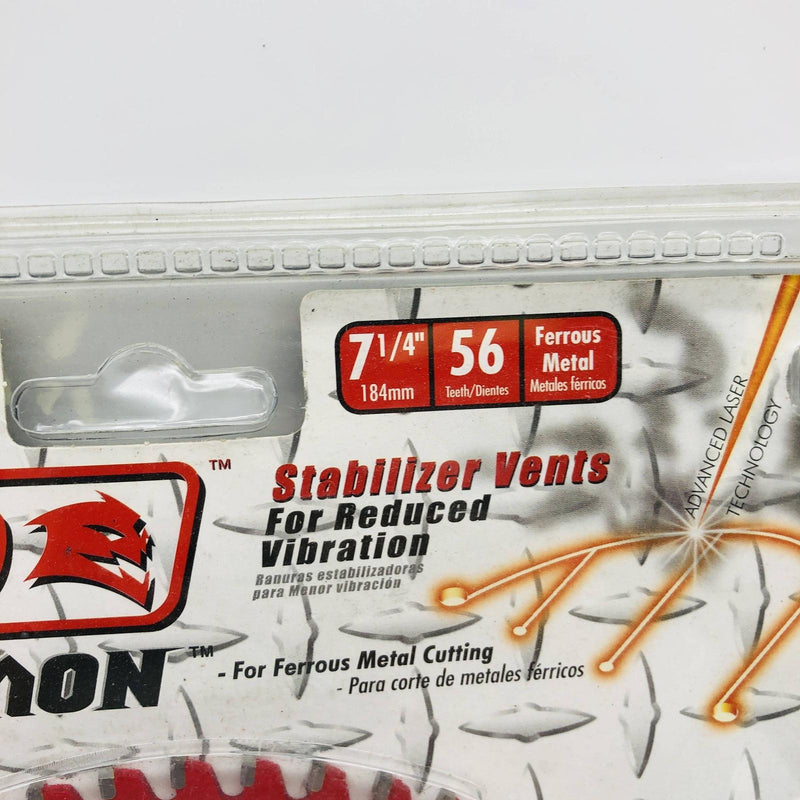 7 1/4"
184mm
56
Teeth/Dientes
Ferrous
Metal
Metales férricos
ADVANCED LASER
TECHNOLOGY
TM
Stabilizer Vents
For Reduced
Vibration
Ranuras estabilizadoras
para Menor vibración
MON TM
- For Ferrous Metal Cutting
- Para corte de metales férricos